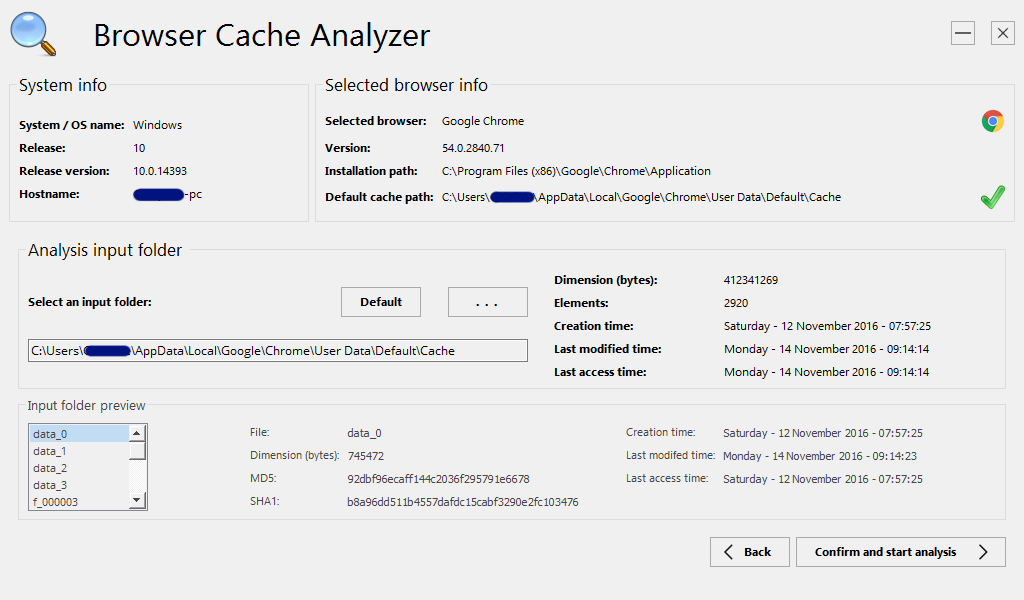 Browser Cache Analyzer
System info
System / OS name: Windows
Release: 10
Release version: 10.0.14393
Hostname: -pc
Selected browser info
Selected browser: Google Chrome
Version: 54.0.2840.71
Installation path: C:\Program Files (x86)\Google\Chrome\Application
Default cache path: C:\Users\ \AppData\Local\Google\Chrome\User Data\Default\Cache
Analysis input folder
Select an input folder: Default ...
C:\Users\ \AppData\Local\Google\Chrome\User Data\Default\Cache
Dimension (bytes): 412341269
Elements: 2920
Creation time: Saturday - 12 November 2016 - 07:57:25
Last modified time: Monday - 14 November 2016 - 09:14:14
Last access time: Monday - 14 November 2016 - 09:14:14
Input folder preview
data_0
data_1
data_2
data_3
f_000003
File: data_0
Dimension (bytes): 745472
MD5: 92dbf96ecaff144c2036f295791e6678
SHA1: b8a96dd511b4557dafdc15cabf3290e2fc103476
Creation time: Saturday - 12 November 2016 - 07:57:25
Last modifed time: Monday - 14 November 2016 - 09:14:23
Last access time: Saturday - 12 November 2016 - 07:57:25
Back
Confirm and start analysis